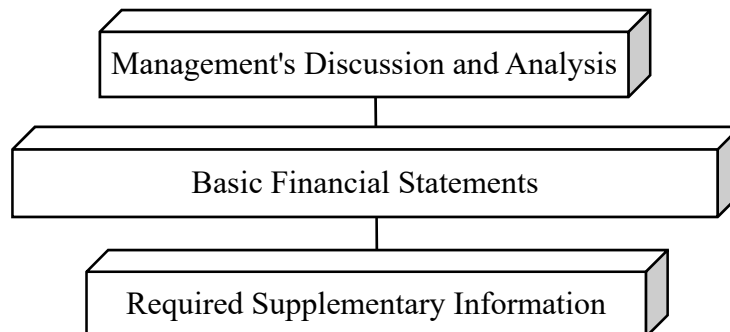 Management's Discussion and Analysis
Basic Financial Statements
Required Supplementary Information